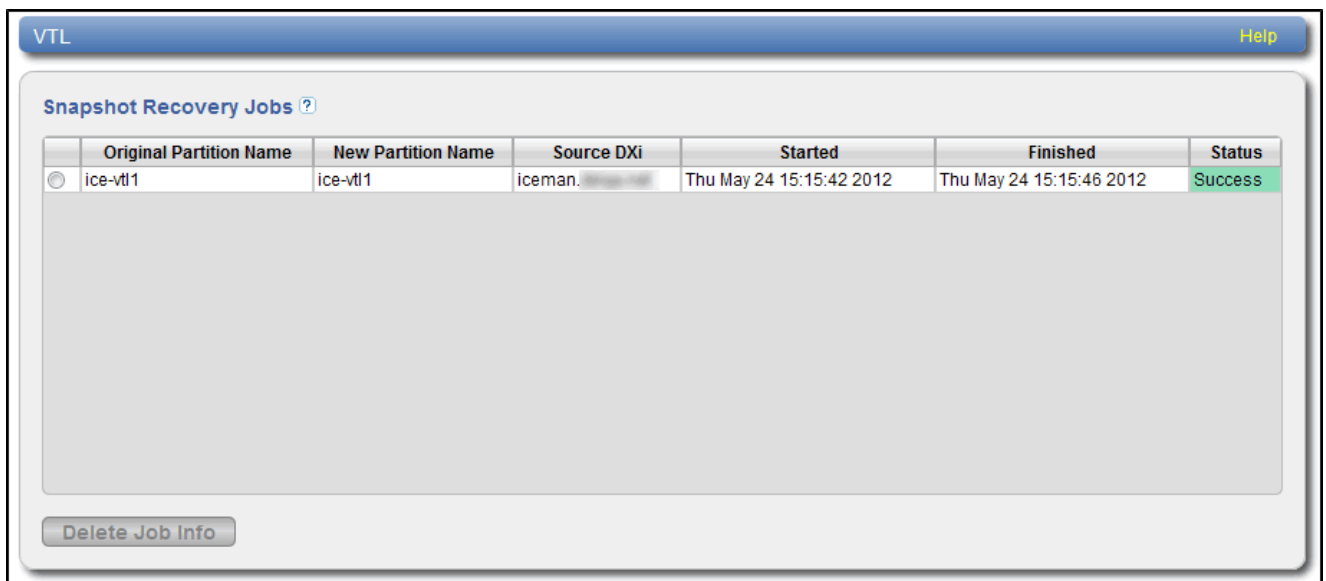 VTL Help
Snapshot Recovery Jobs ?
Original Partition Name New Partition Name Source DXi Started Finished Status
ice-vtl1 ice-vtl1 iceman. Thu May 24 15:15:42 2012 Thu May 24 15:15:46 2012 Success
Delete Job Info